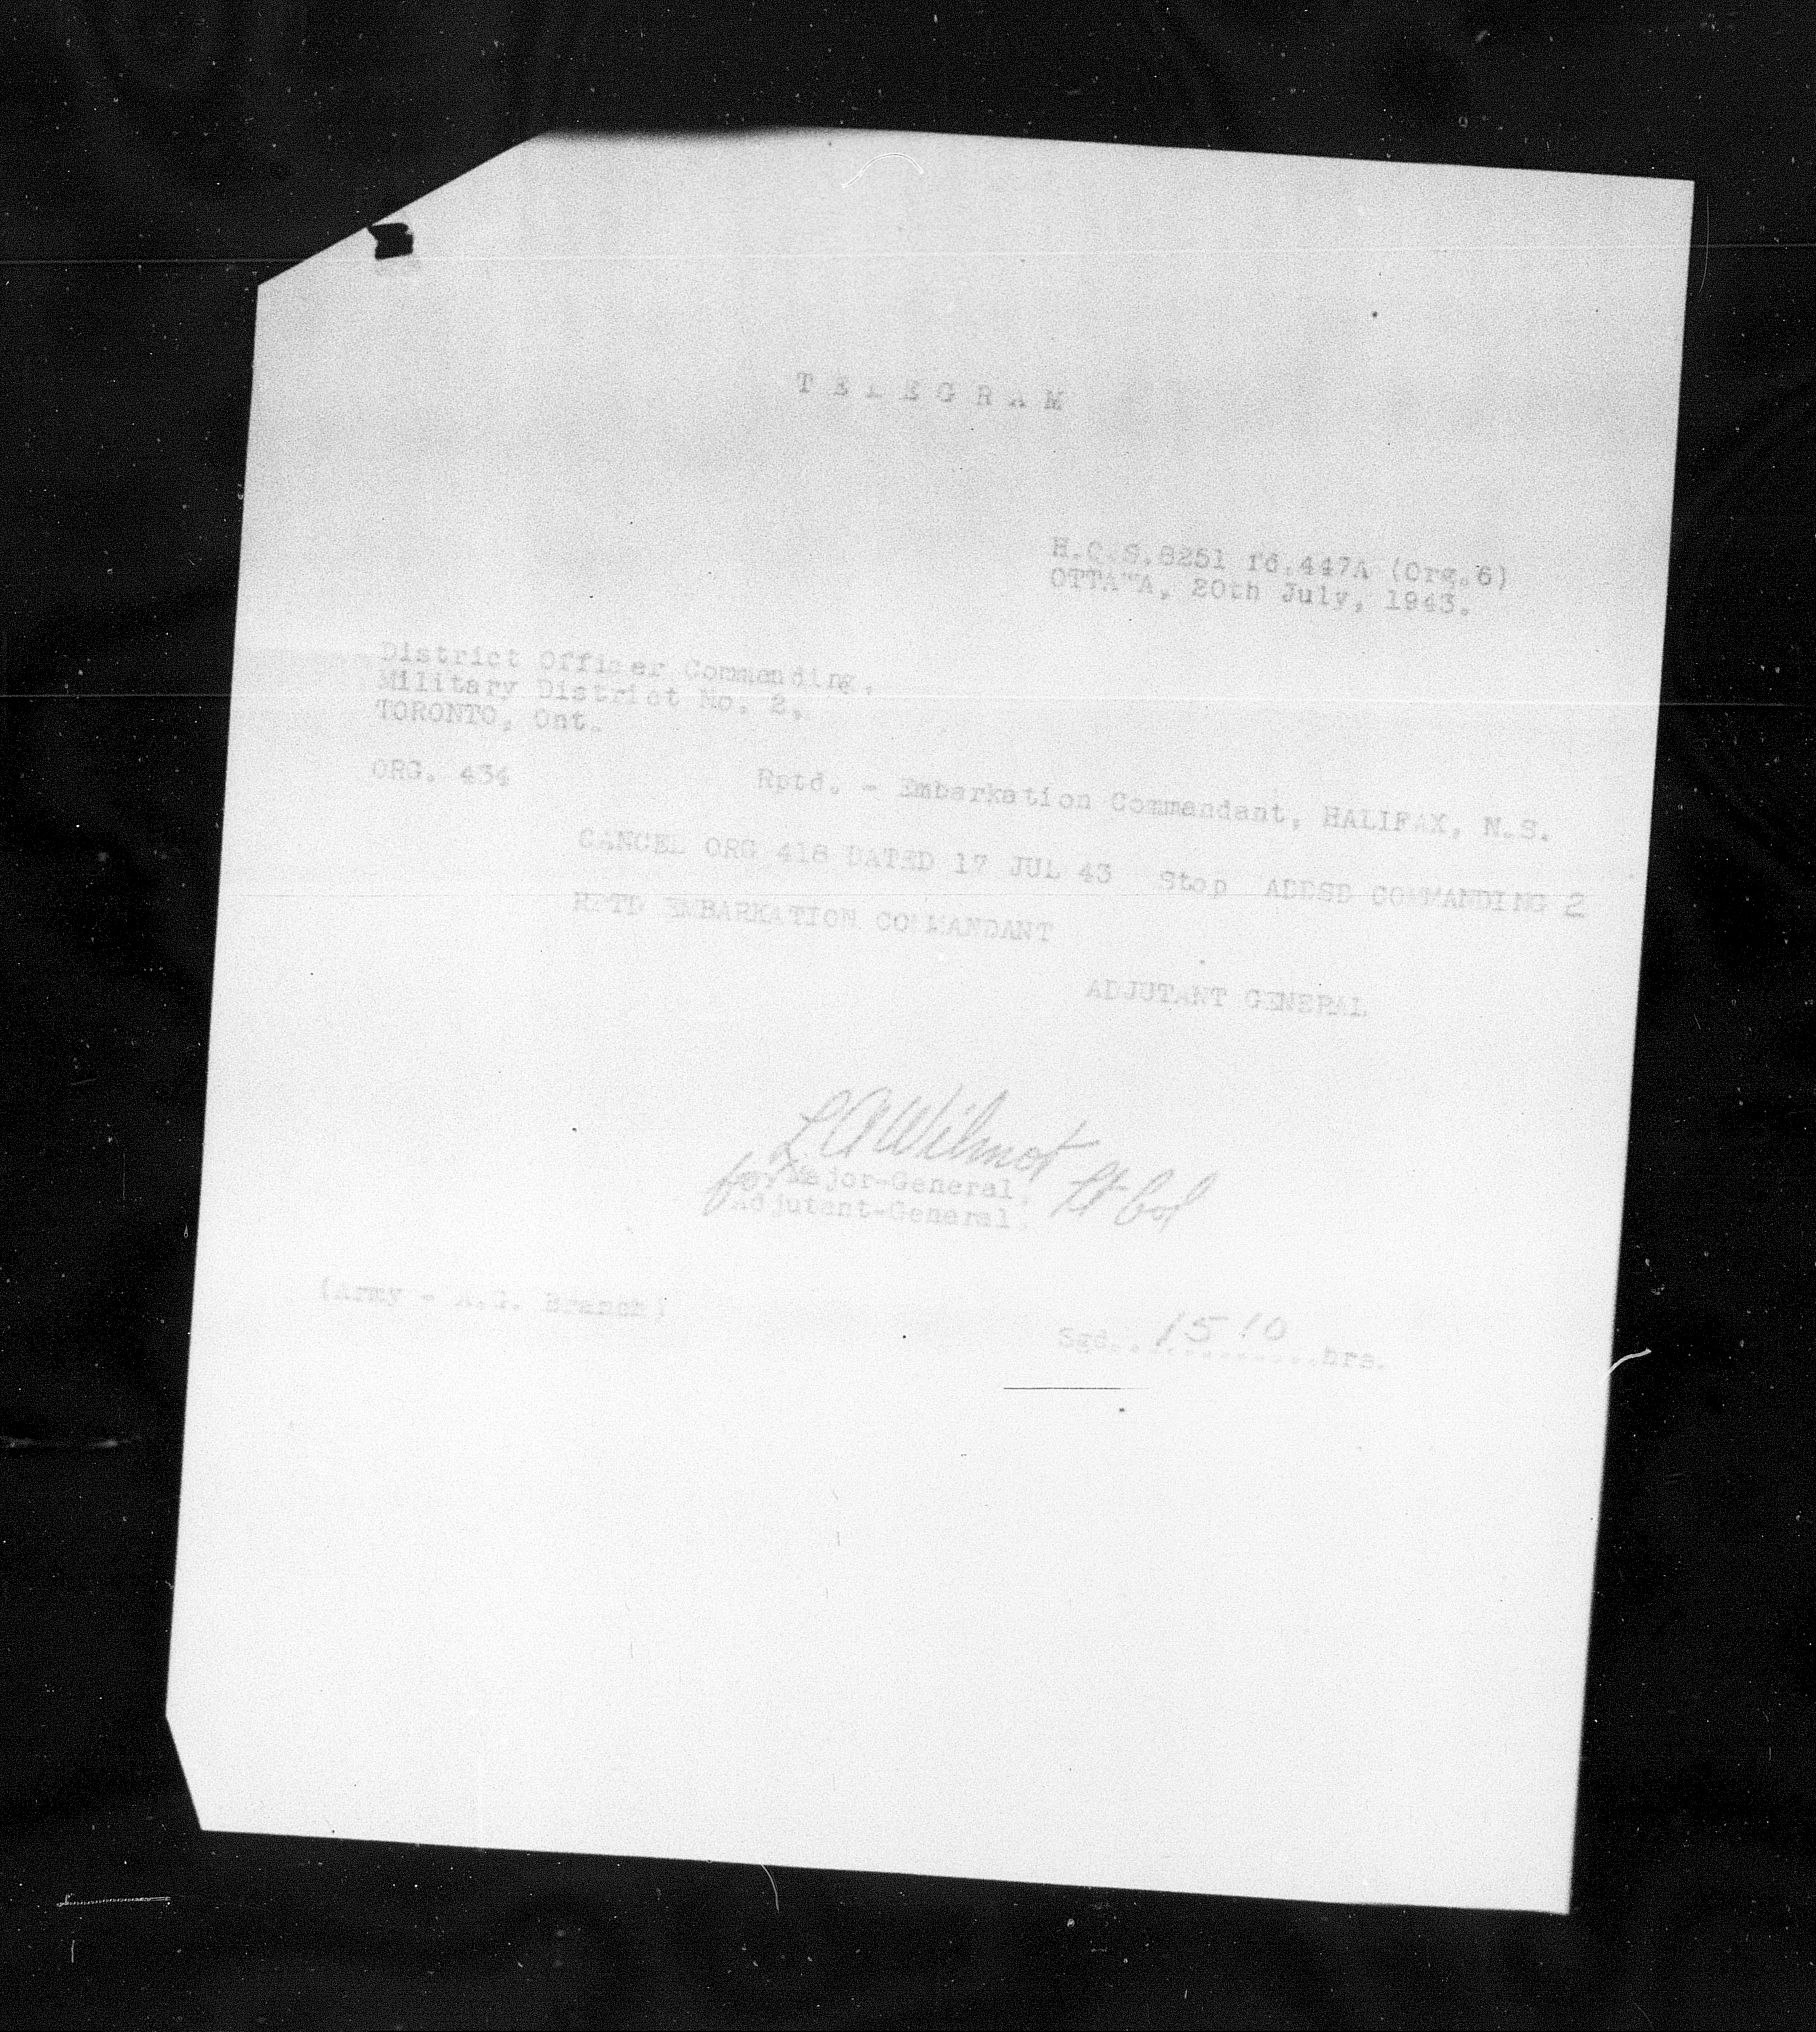 T E L E G R A M
H.Q.S.8251 fd.447A (Org.6)
OTTAWA, 20th July, 1943.
District Officer Commanding,
Military District No. 2,
TORONTO, Ont.
ORG. 434 Rptd. - Embarkation Commandant, HALIFAX, N.S.
CANCEL ORG 418 DATED 17 JUL 43 Stop ADDSD COMMANDING 2
RPTD EMBARKATION COMMANDANT
ADJUTANT GENERAL
Wilmot Lt Col
for Major-General,
Adjutant-General.
(Army - A.G. Branch)
Sgd..1510............hrs.